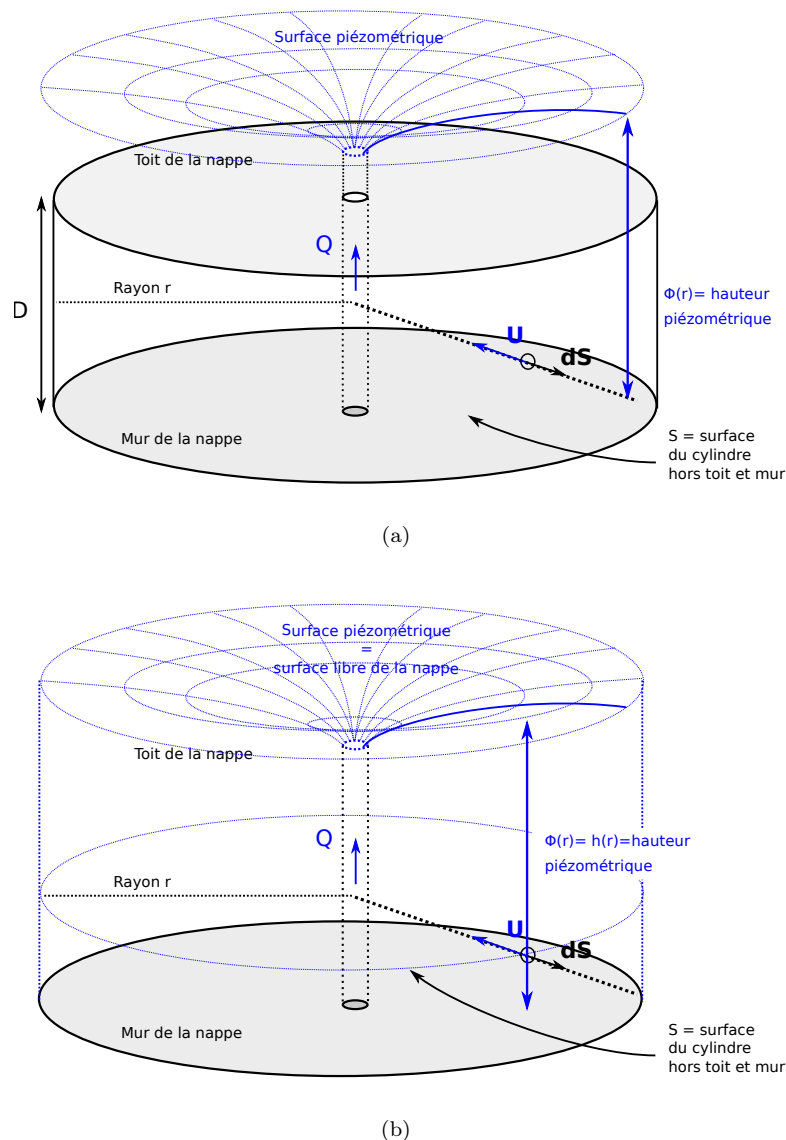 Surface piézométrique
Toit de la nappe
Q
Rayon r
D
Φ(r)= hauteur
piézométrique
U
dS
Mur de la nappe
S = surface
du cylindre
hors toit et mur
(a)
Surface piézométrique
=
surface libre de la nappe
Toit de la nappe
Q
Φ(r)= h(r)=hauteur
piézométrique
Rayon r
U
dS
Mur de la nappe
S = surface
du cylindre
hors toit et mur
(b)